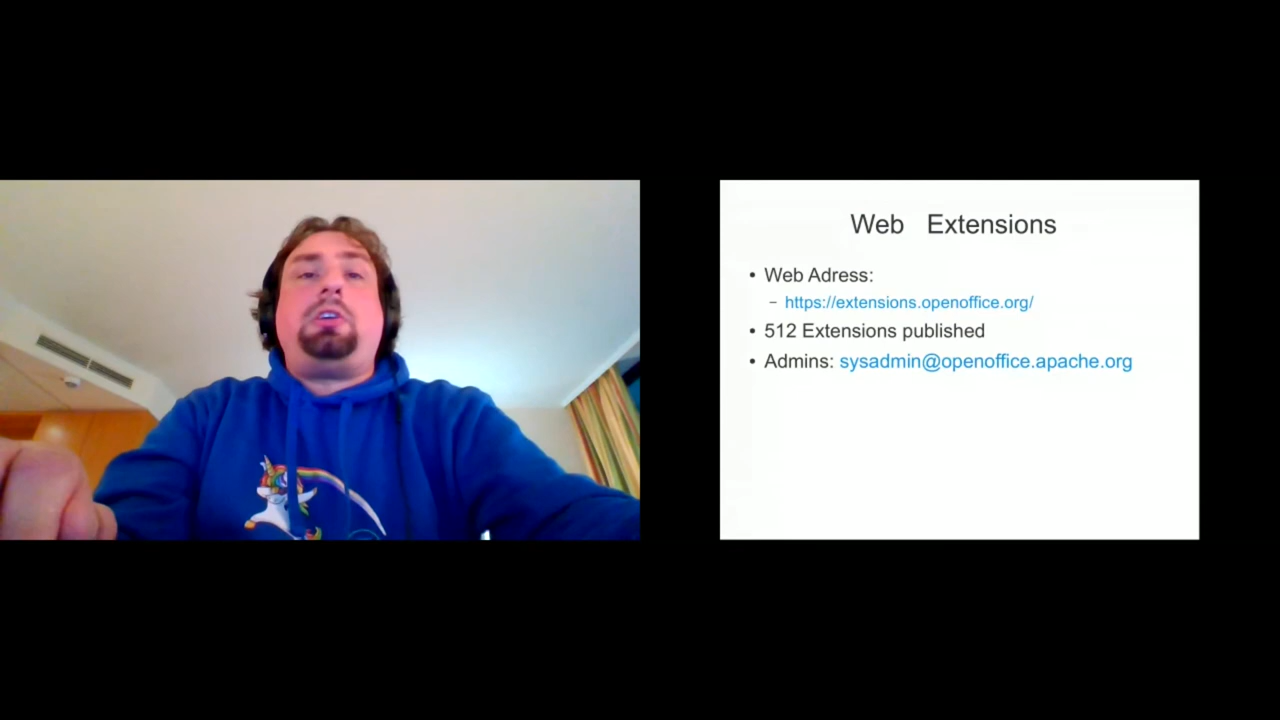 Web Extensions
• Web Adress:
– https://extensions.openoffice.org/
• 512 Extensions published
• Admins: sysadmin@openoffice.apache.org